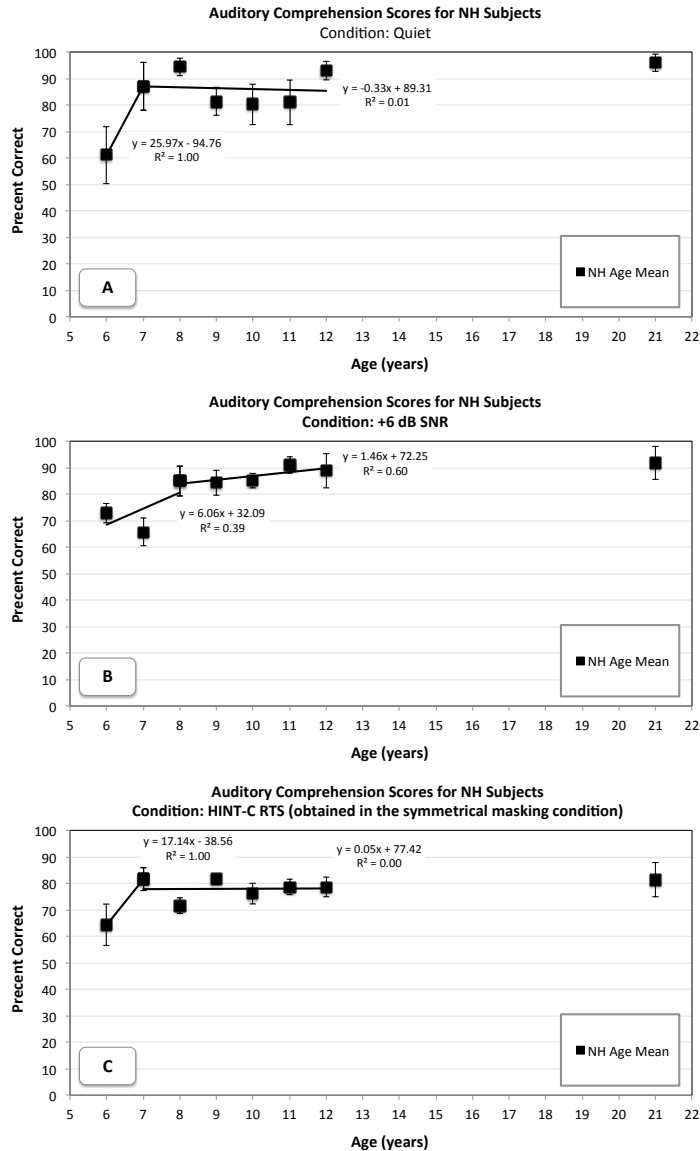 Auditory Comprehension Scores for NH Subjects
Condition: Quiet
100
90
80
70
60
50
40
30
20
10
0
Precent Correct
y = -0.33x + 89.31
R² = 0.01
y = 25.97x - 94.76
R² = 1.00
NH Age Mean
A
5 6 7 8 9 10 11 12 13 14 15 16 17 18 19 20 21 22
Age (years)
Auditory Comprehension Scores for NH Subjects
Condition: +6 dB SNR
100
90
80
70
60
50
40
30
20
10
0
Precent Correct
y = 1.46x + 72.25
R² = 0.60
y = 6.06x + 32.09
R² = 0.39
NH Age Mean
B
5 6 7 8 9 10 11 12 13 14 15 16 17 18 19 20 21 22
Age (years)
Auditory Comprehension Scores for NH Subjects
Condition: HINT-C RTS (obtained in the symmetrical masking condition)
100
90
80
70
60
50
40
30
20
10
0
Precent Correct
y = 17.14x - 38.56
R² = 1.00
y = 0.05x + 77.42
R² = 0.00
NH Age Mean
C
5 6 7 8 9 10 11 12 13 14 15 16 17 18 19 20 21 22
Age (years)